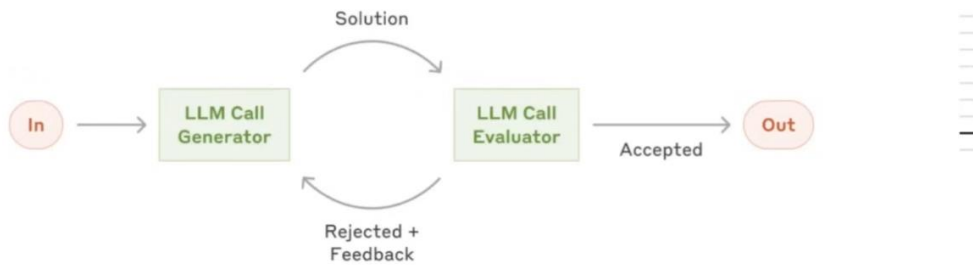 Solution
In
LLM Call
Generator
LLM Call
Evaluator
Out
Accepted
Rejected +
Feedback